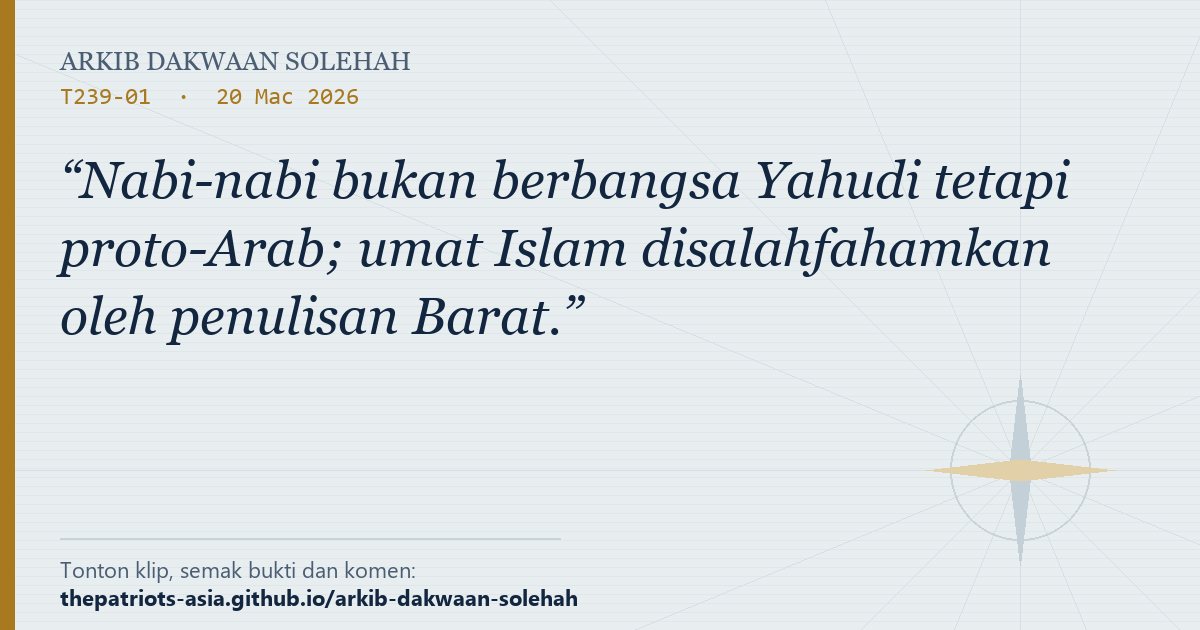 ARKIB DAKWAAN SOLEHAH
T239-01 · 20 Mac 2026
“Nabi-nabi bukan berbangsa Yahudi tetapi
proto-Arab; umat Islam disalahfahamkan
oleh penulisan Barat.”
Tonton klip, semak bukti dan komen:
thepatriots-asia.github.io/arkib-dakwaan-solehah